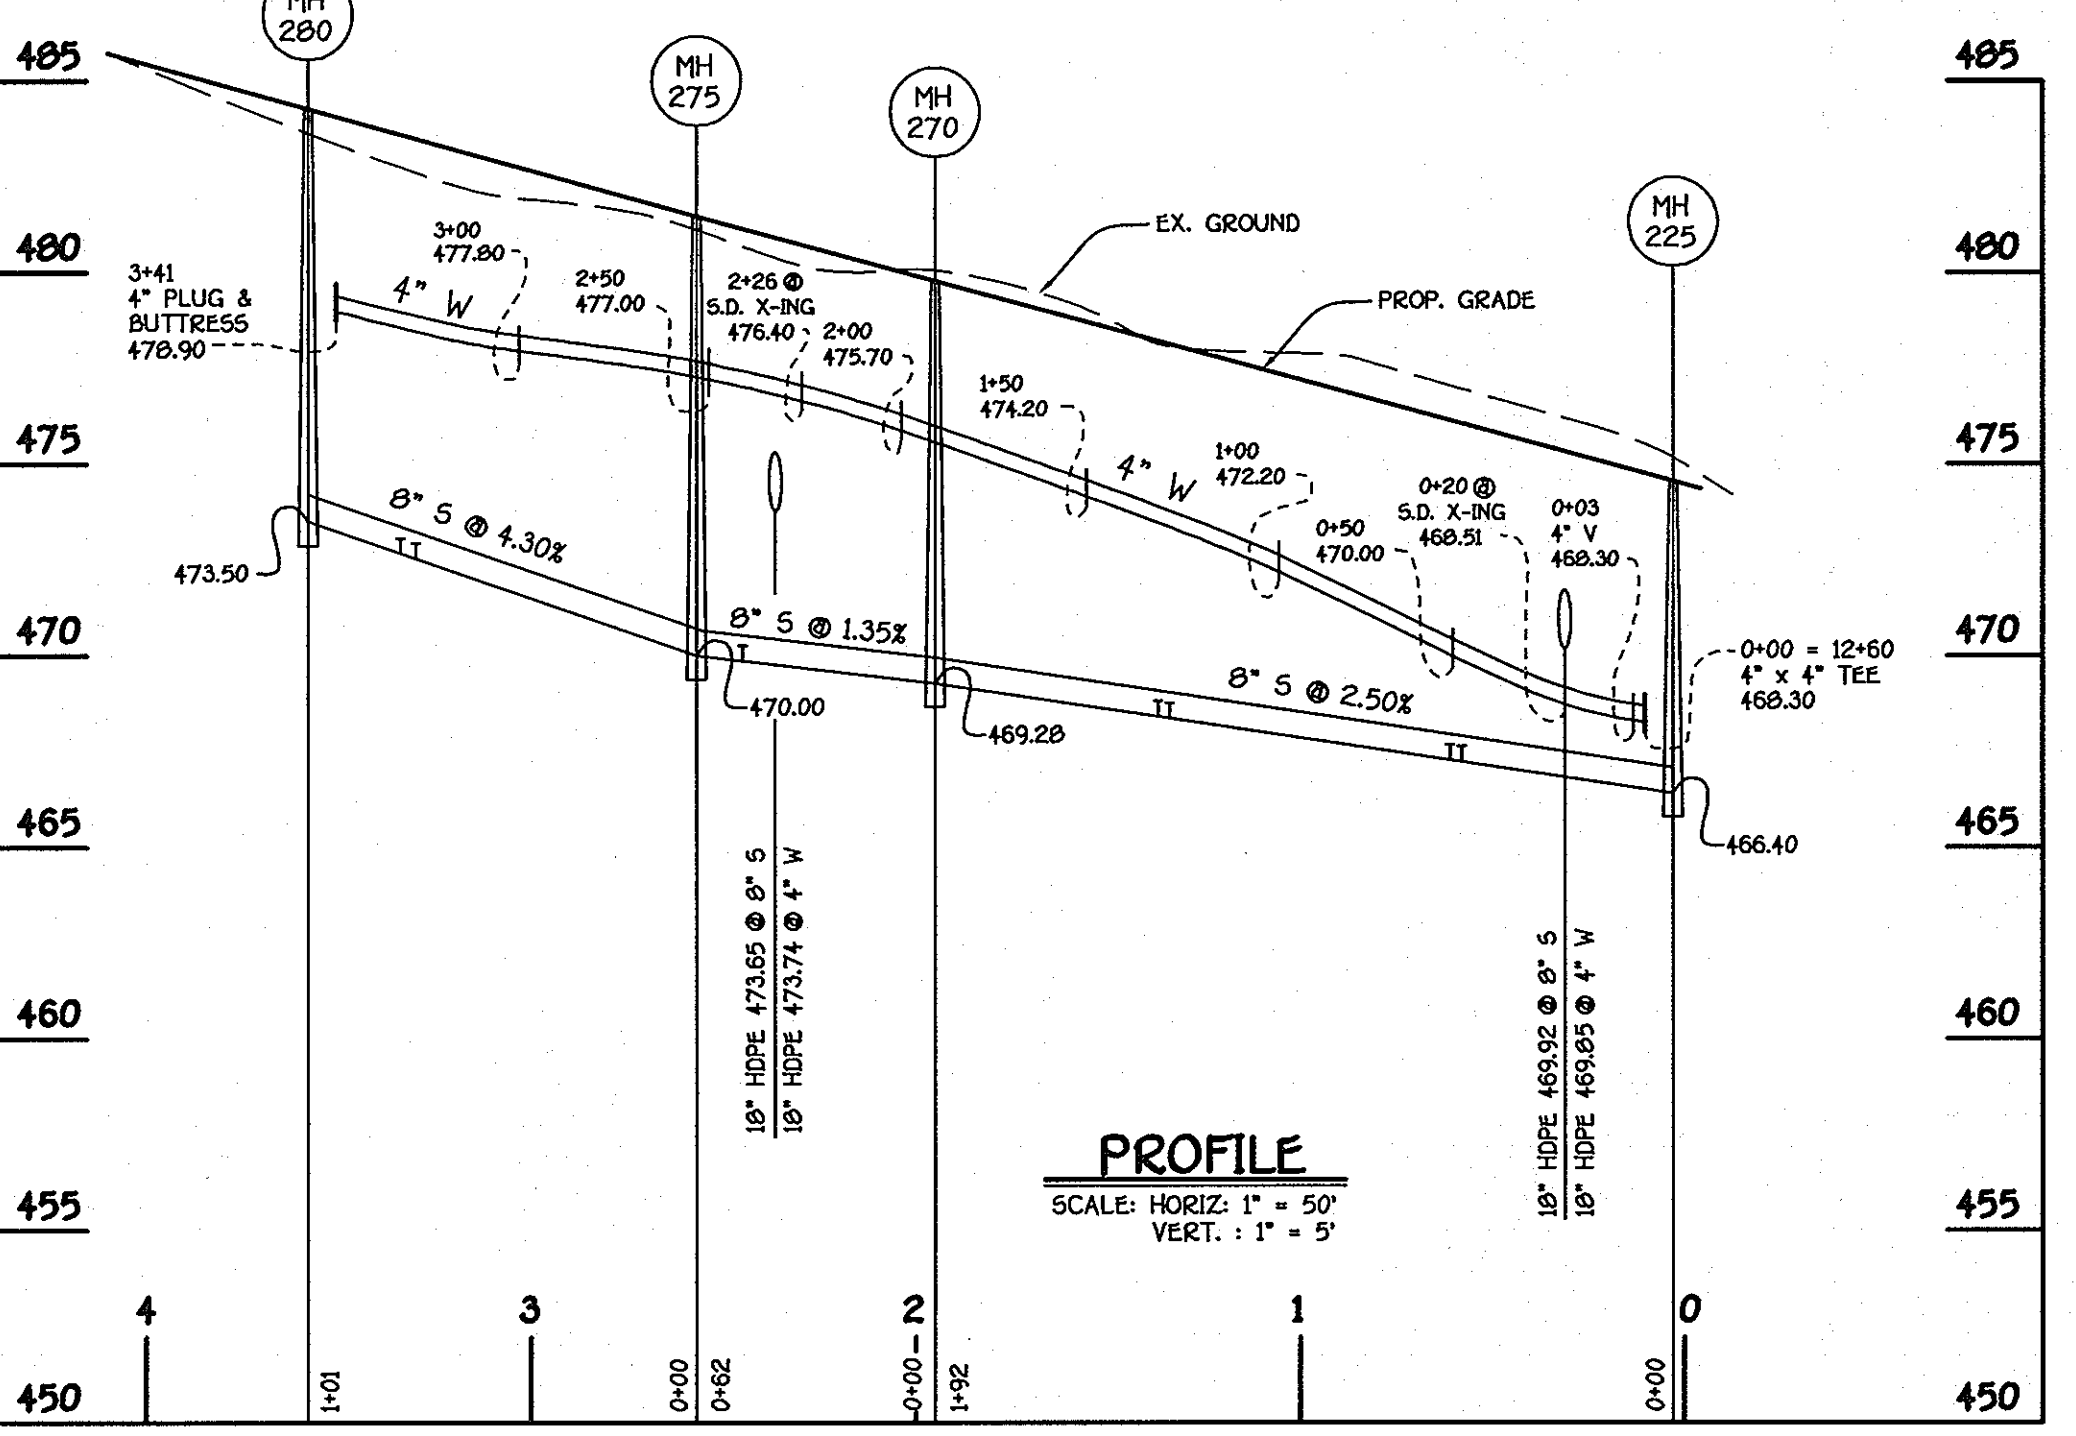 MH
280
MH
275
MH
270
MH
225
485
480
475
470
465
460
455
450
485
480
475
470
465
460
455
450
EX. GROUND
PROP. GRADE
3+41
4" PLUG &
BUTTRESS
478.90
4" W
3+00
477.80
2+50
477.00
2+26 @
S.D. X-ING
476.40
2+00
475.70
1+50
474.20
4" W
1+00
472.20
0+50
470.00
0+20 @
S.D. X-ING
468.51
0+03
4" V
468.30
0+00 = 12+60
4" x 4" TEE
468.30
8" S @ 4.30%
473.50
8" S @ 1.35%
470.00
469.28
8" S @ 2.50%
466.40
18" HDPE 473.65 @ 8" S
18" HDPE 473.74 @ 4" W
18" HDPE 469.92 @ 8" S
18" HDPE 469.85 @ 4" W
PROFILE
SCALE: HORIZ: 1" = 50'
VERT. : 1" = 5'
4
3
2
1
0
1+01
0+00
0+62
0+00
1+92
0+00